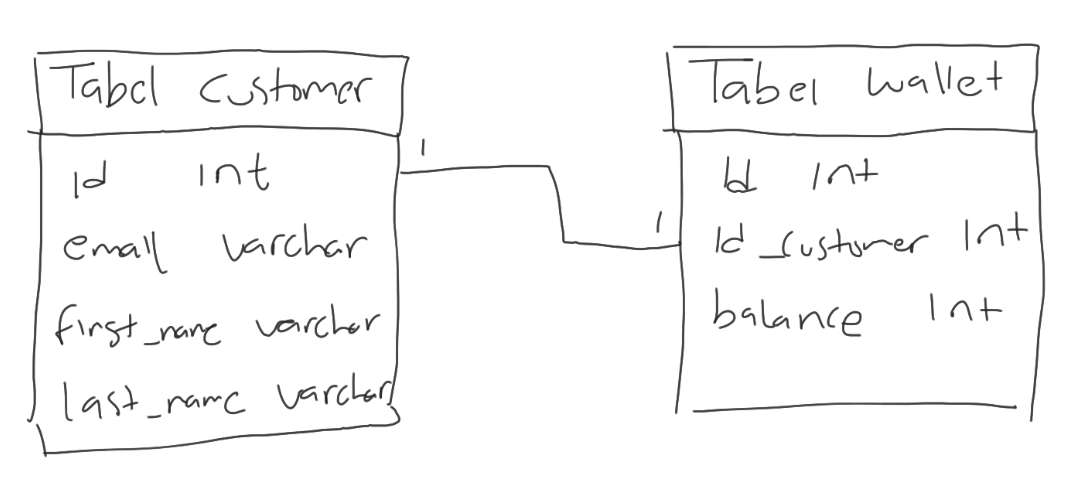 Tabel Customer
Id int
email varchar
first_name varchar
last_name varchar
1
1
Tabel wallet
Id Int
Id_customer Int
balance Int